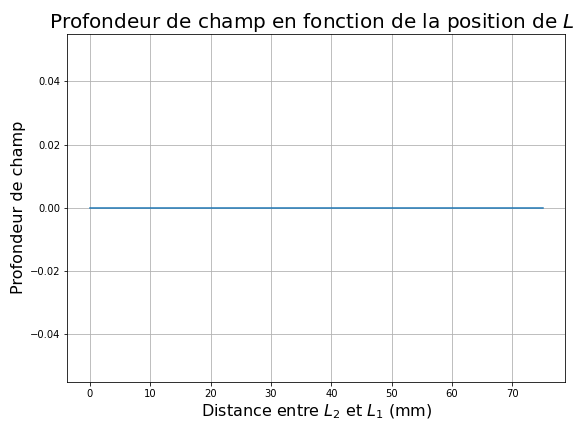 Profondeur de champ en fonction de la position de L
Profondeur de champ
0.04
0.02
0.00
−0.02
−0.04
0 10 20 30 40 50 60 70
Distance entre L₂ et L₁ (mm)